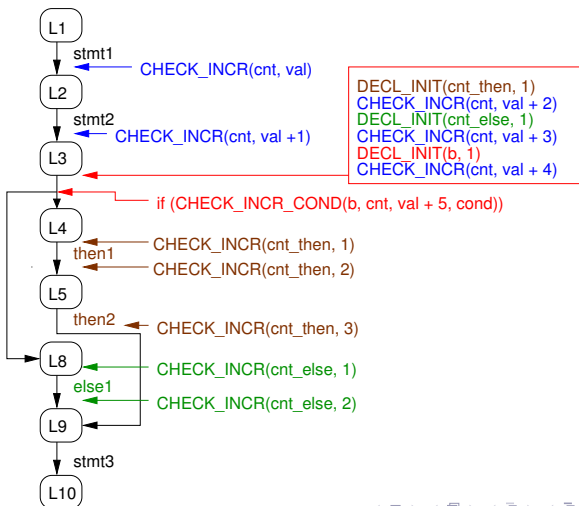 L1
stmt1
CHECK_INCR(cnt, val)
L2
stmt2
CHECK_INCR(cnt, val +1)
DECL_INIT(cnt_then, 1)
CHECK_INCR(cnt, val + 2)
DECL_INIT(cnt_else, 1)
CHECK_INCR(cnt, val + 3)
DECL_INIT(b, 1)
CHECK_INCR(cnt, val + 4)
L3
if (CHECK_INCR_COND(b, cnt, val + 5, cond))
L4
CHECK_INCR(cnt_then, 1)
then1
CHECK_INCR(cnt_then, 2)
L5
then2
CHECK_INCR(cnt_then, 3)
L8
CHECK_INCR(cnt_else, 1)
else1
CHECK_INCR(cnt_else, 2)
L9
stmt3
L10